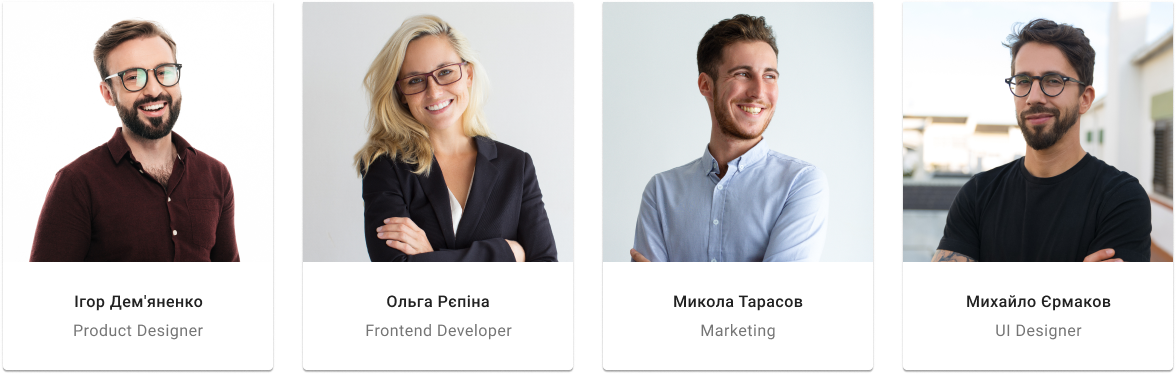 Ігор Дем'яненко
Product Designer
Ольга Рєпіна
Frontend Developer
Микола Тарасов
Marketing
Михайло Єрмаков
UI Designer